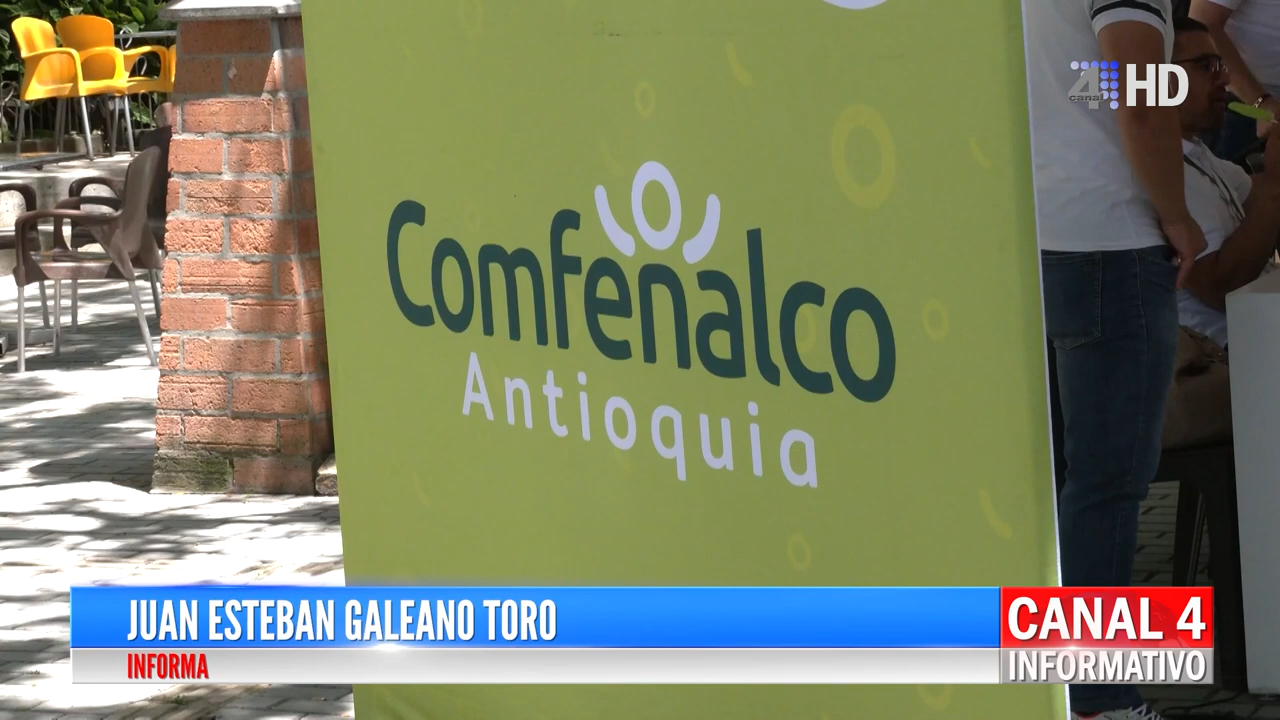 4 HD
canal
Comfenalco
Antioquia
JUAN ESTEBAN GALEANO TORO
INFORMA
CANAL 4
INFORMATIVO